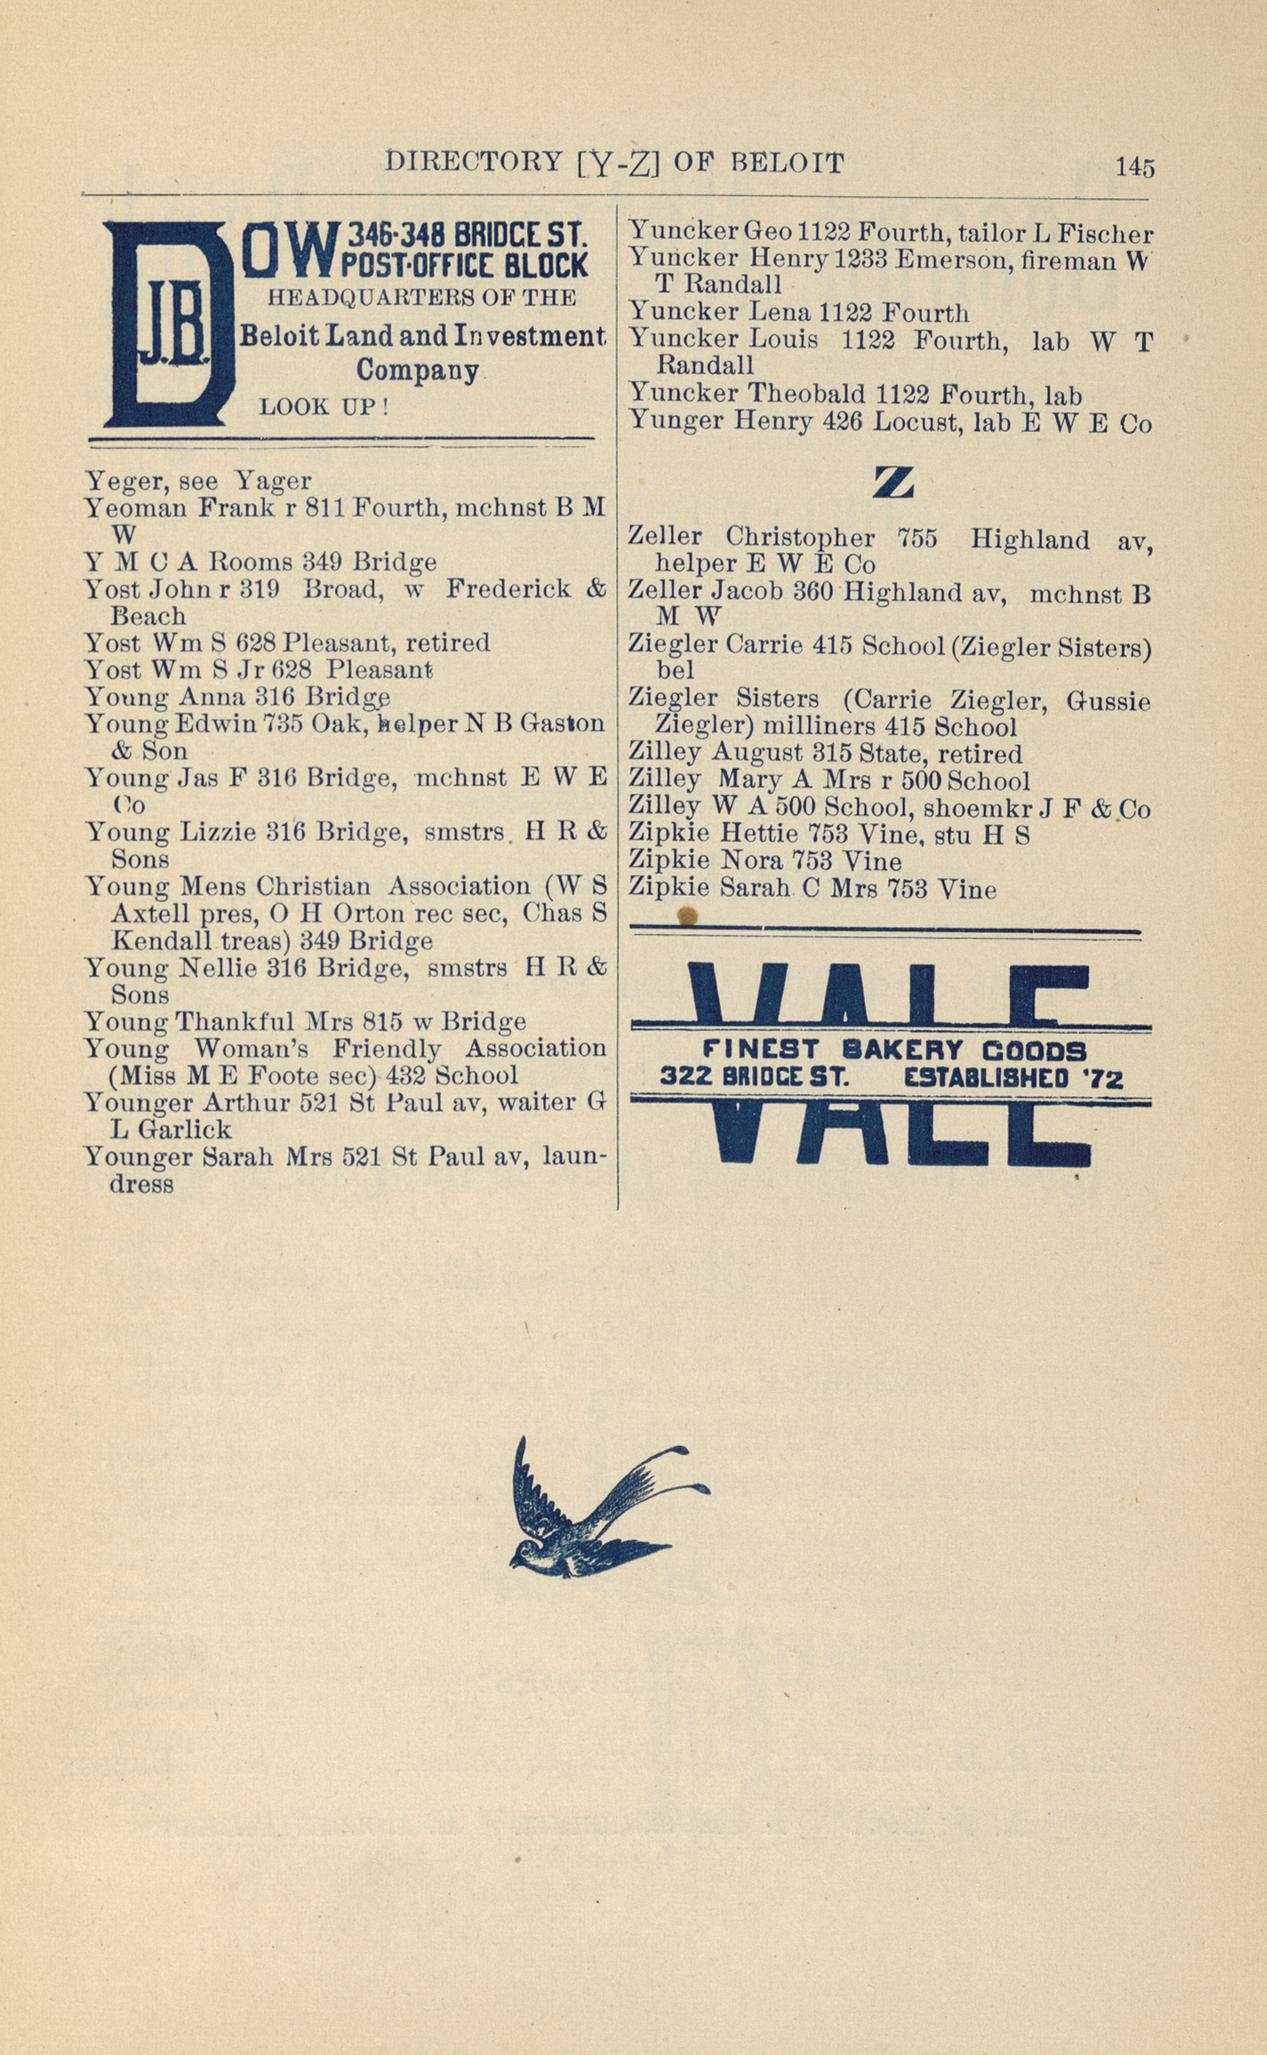 DIRECTORY [Y-Z] OF BELOIT 145
J.B. DOW 346-348 BRIDGE ST.
POST-OFFICE BLOCK
HEADQUARTERS OF THE
Beloit Land and Investment
Company
LOOK UP!
Yeger, see Yager
Yeoman Frank r 811 Fourth, mchnst B M
W
Y M C A Rooms 349 Bridge
Yost John r 319 Broad, w Frederick &
Beach
Yost Wm S 628 Pleasant, retired
Yost Wm S Jr 628 Pleasant
Young Anna 316 Bridge
Young Edwin 735 Oak, helper N B Gaston
& Son
Young Jas F 316 Bridge, mchnst E W E
Co
Young Lizzie 316 Bridge, smstrs. H R &
Sons
Young Mens Christian Association (W S
Axtell pres, O H Orton rec sec, Chas S
Kendall treas) 349 Bridge
Young Nellie 316 Bridge, smstrs H R &
Sons
Young Thankful Mrs 815 w Bridge
Young Woman's Friendly Association
(Miss M E Foote sec) 432 School
Younger Arthur 521 St Paul av, waiter G
L Garlick
Younger Sarah Mrs 521 St Paul av, laun-
dress
Yuncker Geo 1122 Fourth, tailor L Fischer
Yuncker Henry 1233 Emerson, fireman W
T Randall
Yuncker Lena 1122 Fourth
Yuncker Louis 1122 Fourth, lab W T
Randall
Yuncker Theobald 1122 Fourth, lab
Yunger Henry 426 Locust, lab E W E Co
Z
Zeller Christopher 755 Highland av,
helper E W E Co
Zeller Jacob 360 Highland av, mchnst B
M W
Ziegler Carrie 415 School (Ziegler Sisters)
bel
Ziegler Sisters (Carrie Ziegler, Gussie
Ziegler) milliners 415 School
Zilley August 315 State, retired
Zilley Mary A Mrs r 500 School
Zilley W A 500 School, shoemkr J F & Co
Zipkie Hettie 753 Vine, stu H S
Zipkie Nora 753 Vine
Zipkie Sarah C Mrs 753 Vine
VALE
FINEST BAKERY GOODS
322 BRIDGE ST. ESTABLISHED '72